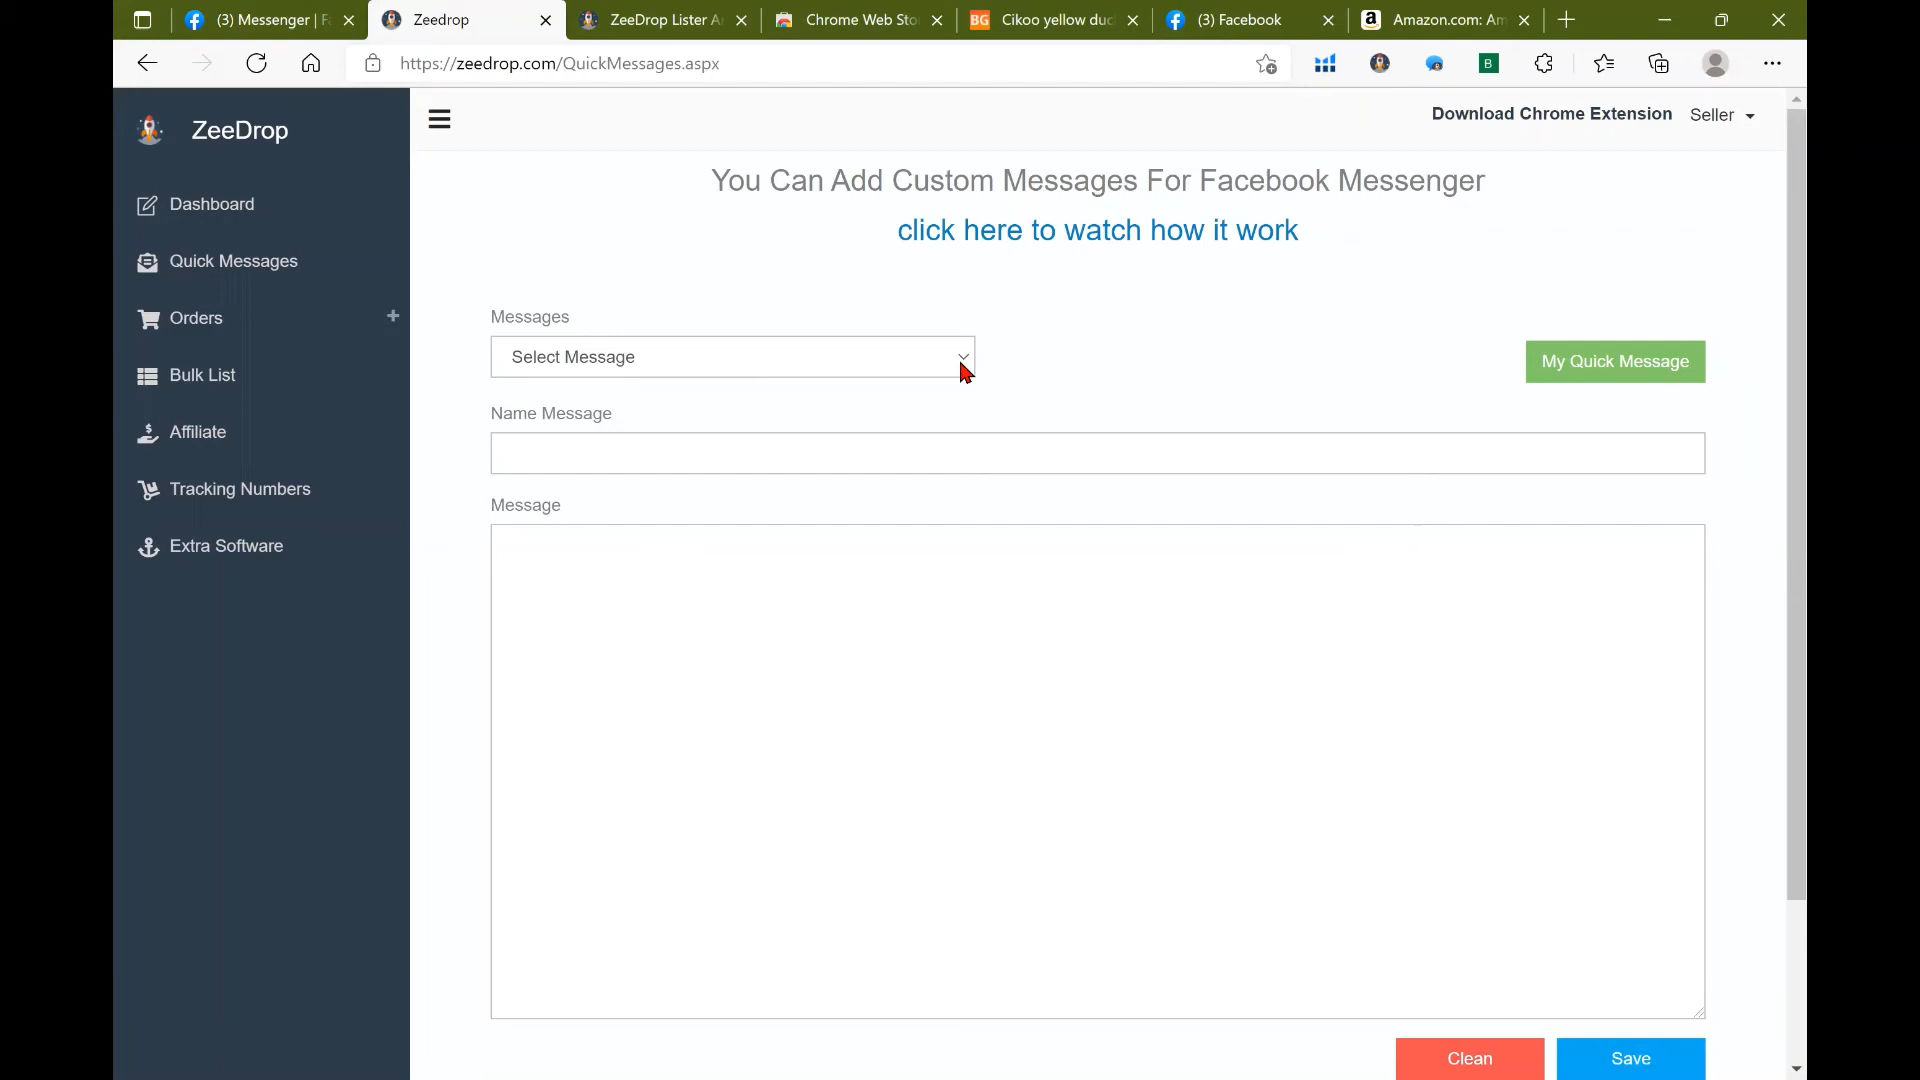 (3) Messenger | F
Zeedrop
ZeeDrop Lister A
Chrome Web Sto
BG
Cikoo yellow duc
(3) Facebook
Amazon.com: Am
https://zeedrop.com/QuickMessages.aspx
B
ZeeDrop
Download Chrome Extension
Seller
You Can Add Custom Messages For Facebook Messenger
click here to watch how it work
Dashboard
Quick Messages
Orders
Bulk List
Affiliate
Tracking Numbers
Extra Software
Messages
Select Message
My Quick Message
Name Message
Message
Clean
Save